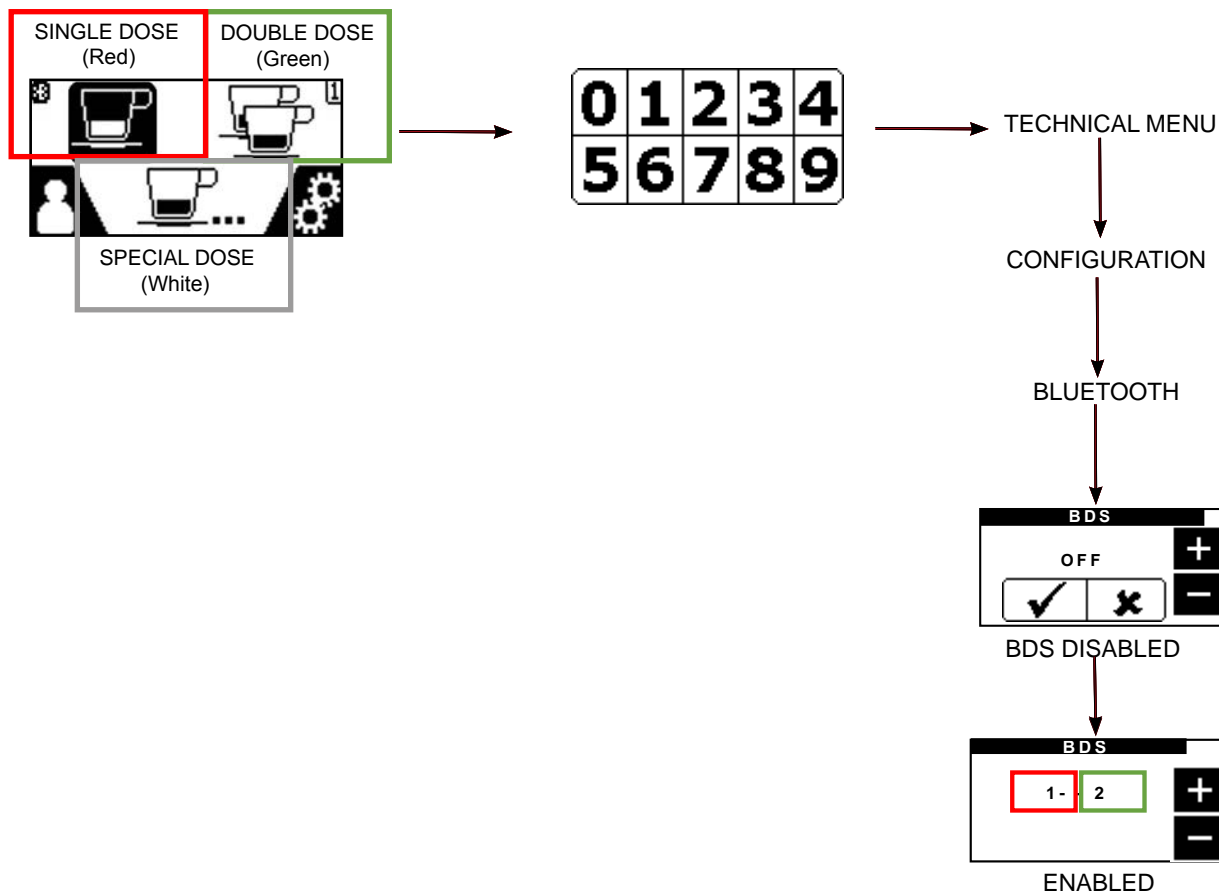 SINGLE DOSE
(Red)
DOUBLE DOSE
(Green)
1
SPECIAL DOSE
(White)
0 1 2 3 4
5 6 7 8 9
TECHNICAL MENU
CONFIGURATION
BLUETOOTH
BDS
OFF
+
-
BDS DISABLED
BDS
1 - - 2
+
-
ENABLED